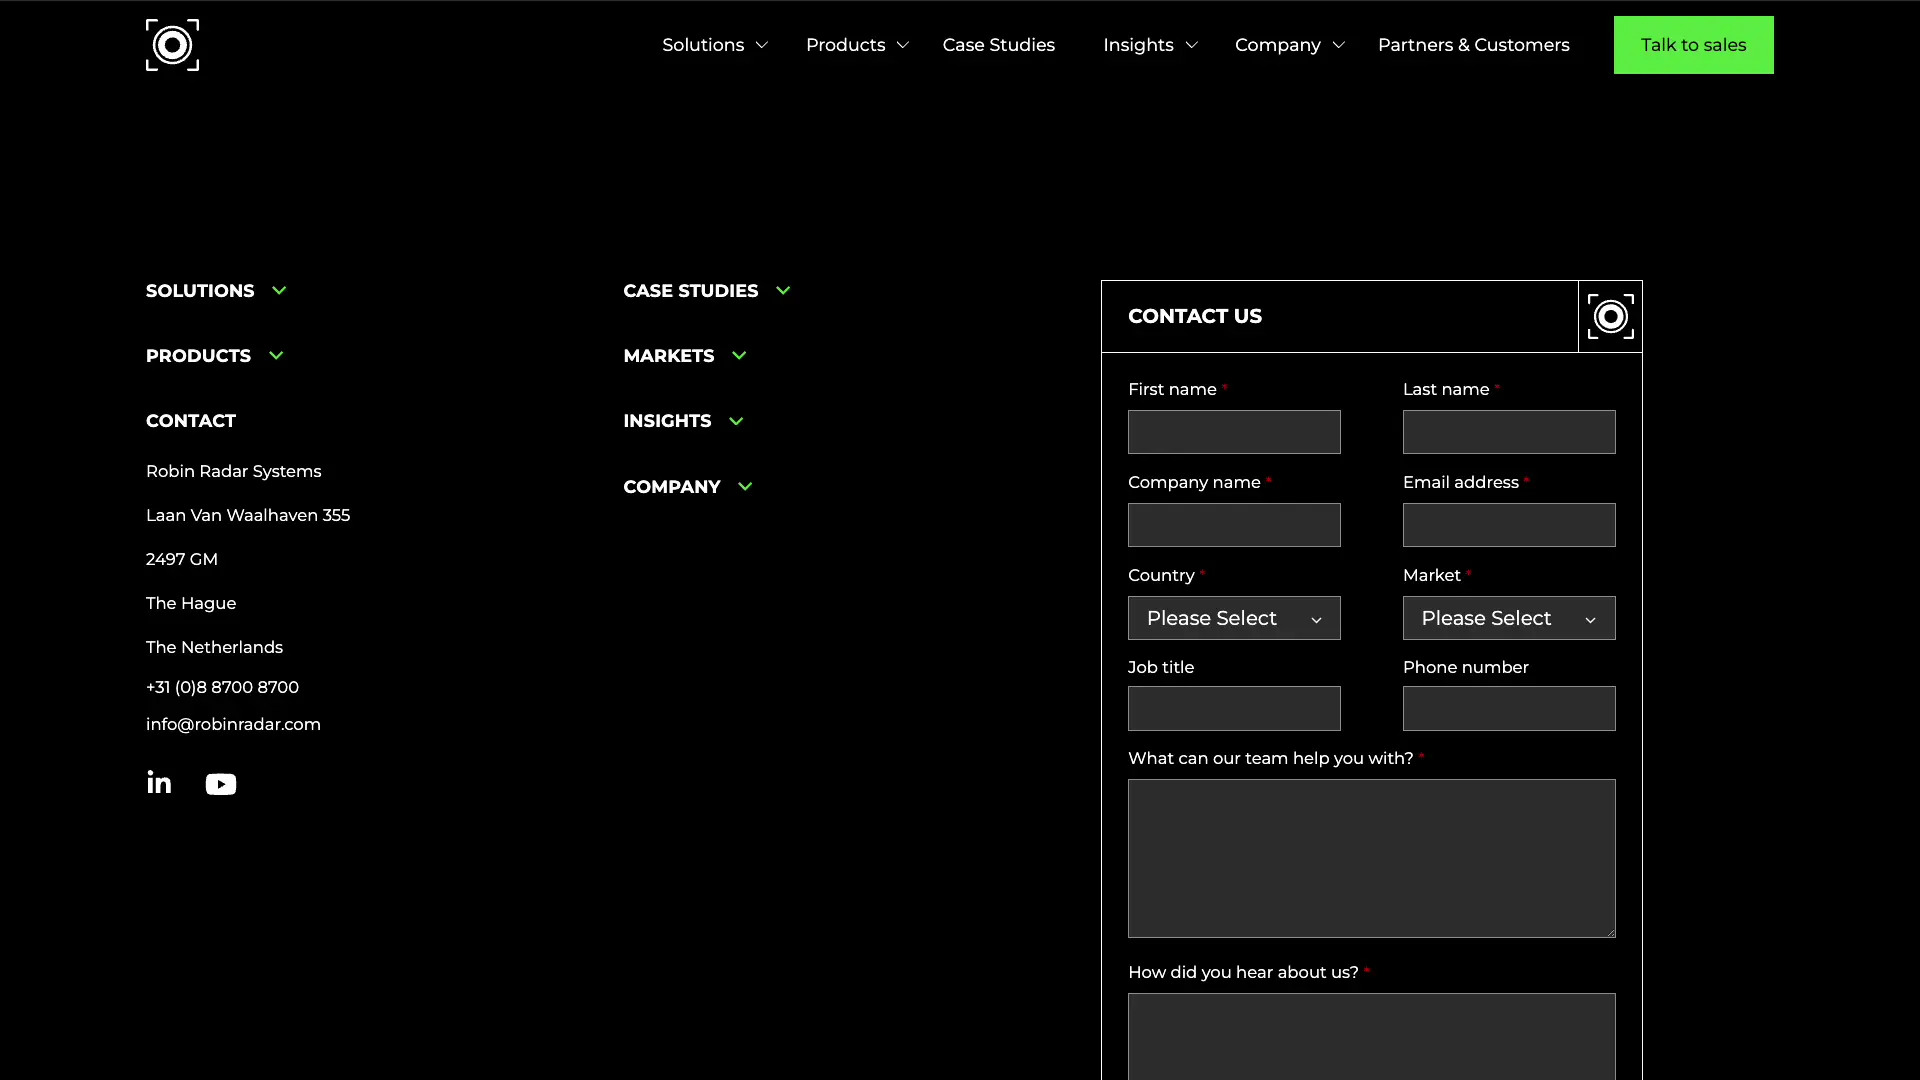 Solutions
Products
Case Studies
Insights
Company
Partners & Customers
Talk to sales
SOLUTIONS
PRODUCTS
CONTACT
Robin Radar Systems
Laan Van Waalhaven 355
2497 GM
The Hague
The Netherlands
+31 (0)8 8700 8700
info@robinradar.com
in
CASE STUDIES
MARKETS
INSIGHTS
COMPANY
CONTACT US
First name *
Last name *
Company name *
Email address *
Country *
Market *
Please Select
Please Select
Job title
Phone number
What can our team help you with? *
How did you hear about us? *